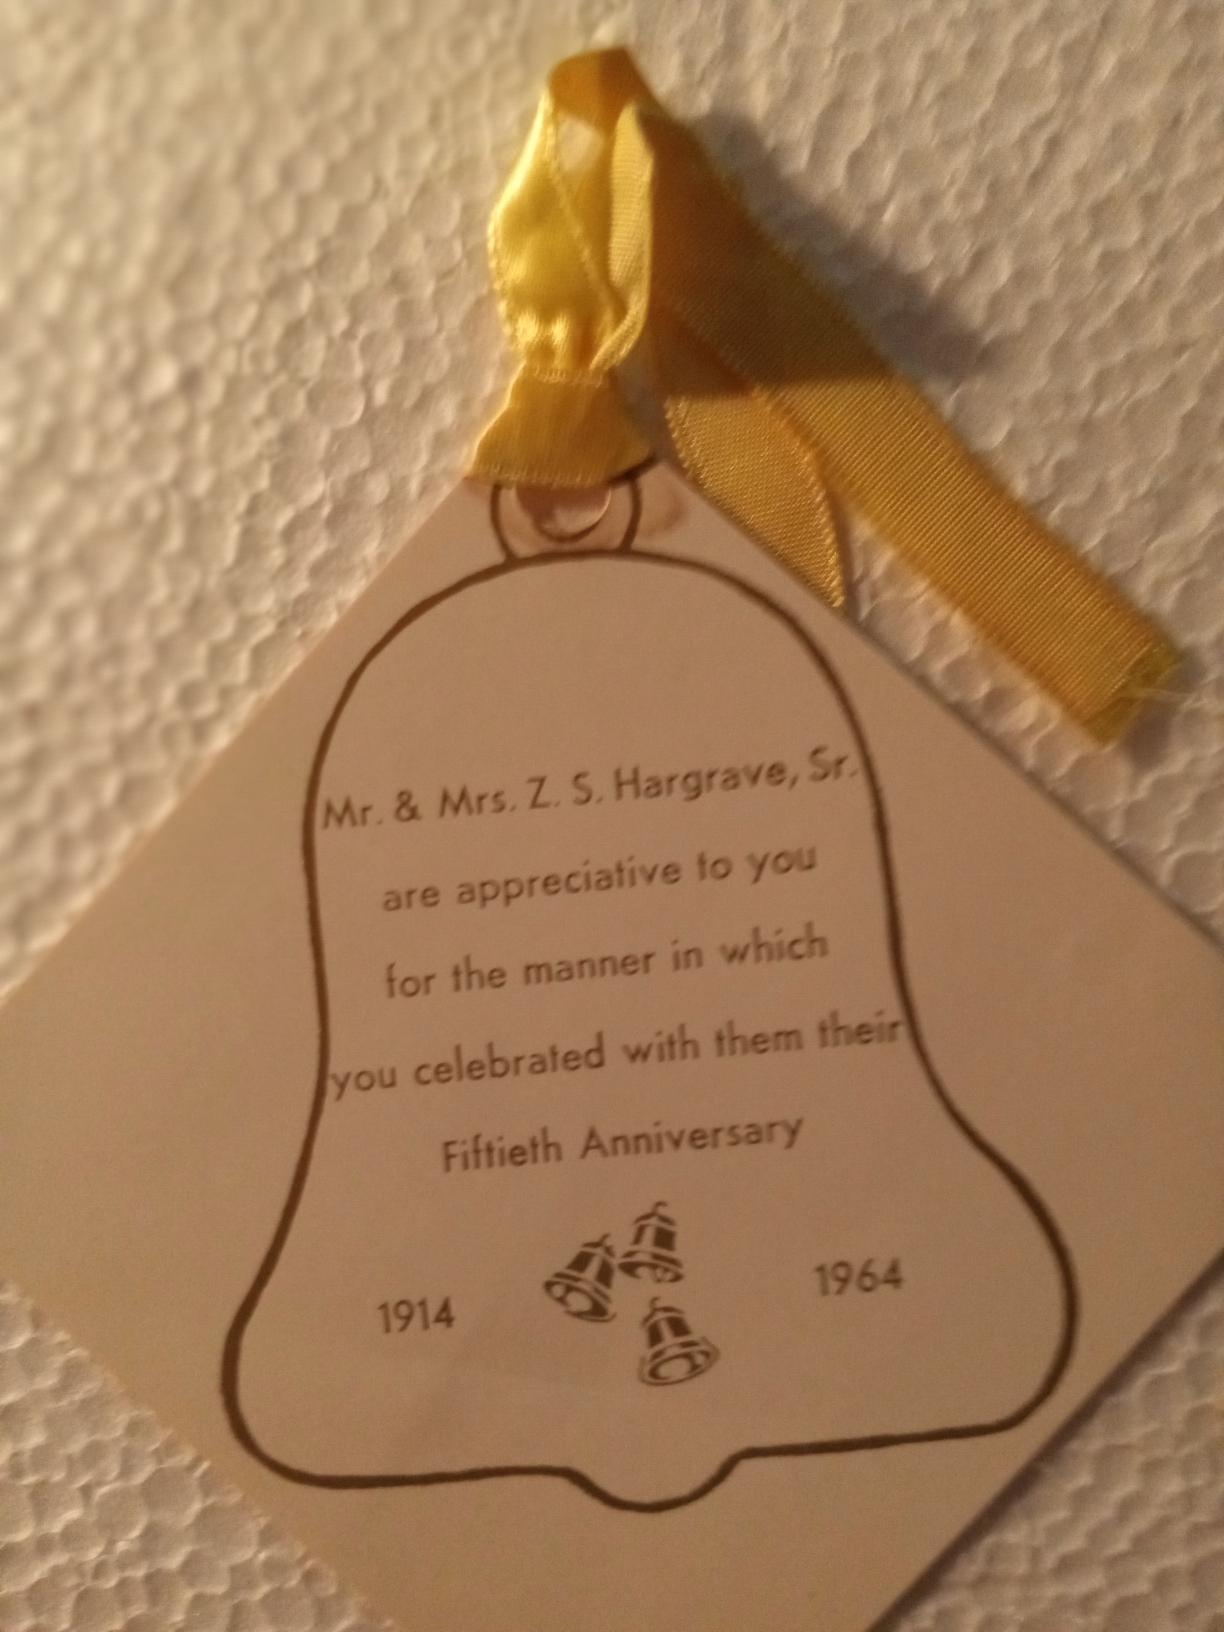 Mr. & Mrs. Z. S. Hargrave, Sr.
are appreciative to you
for the manner in which
you celebrated with them their
Fiftieth Anniversary
1914 1964